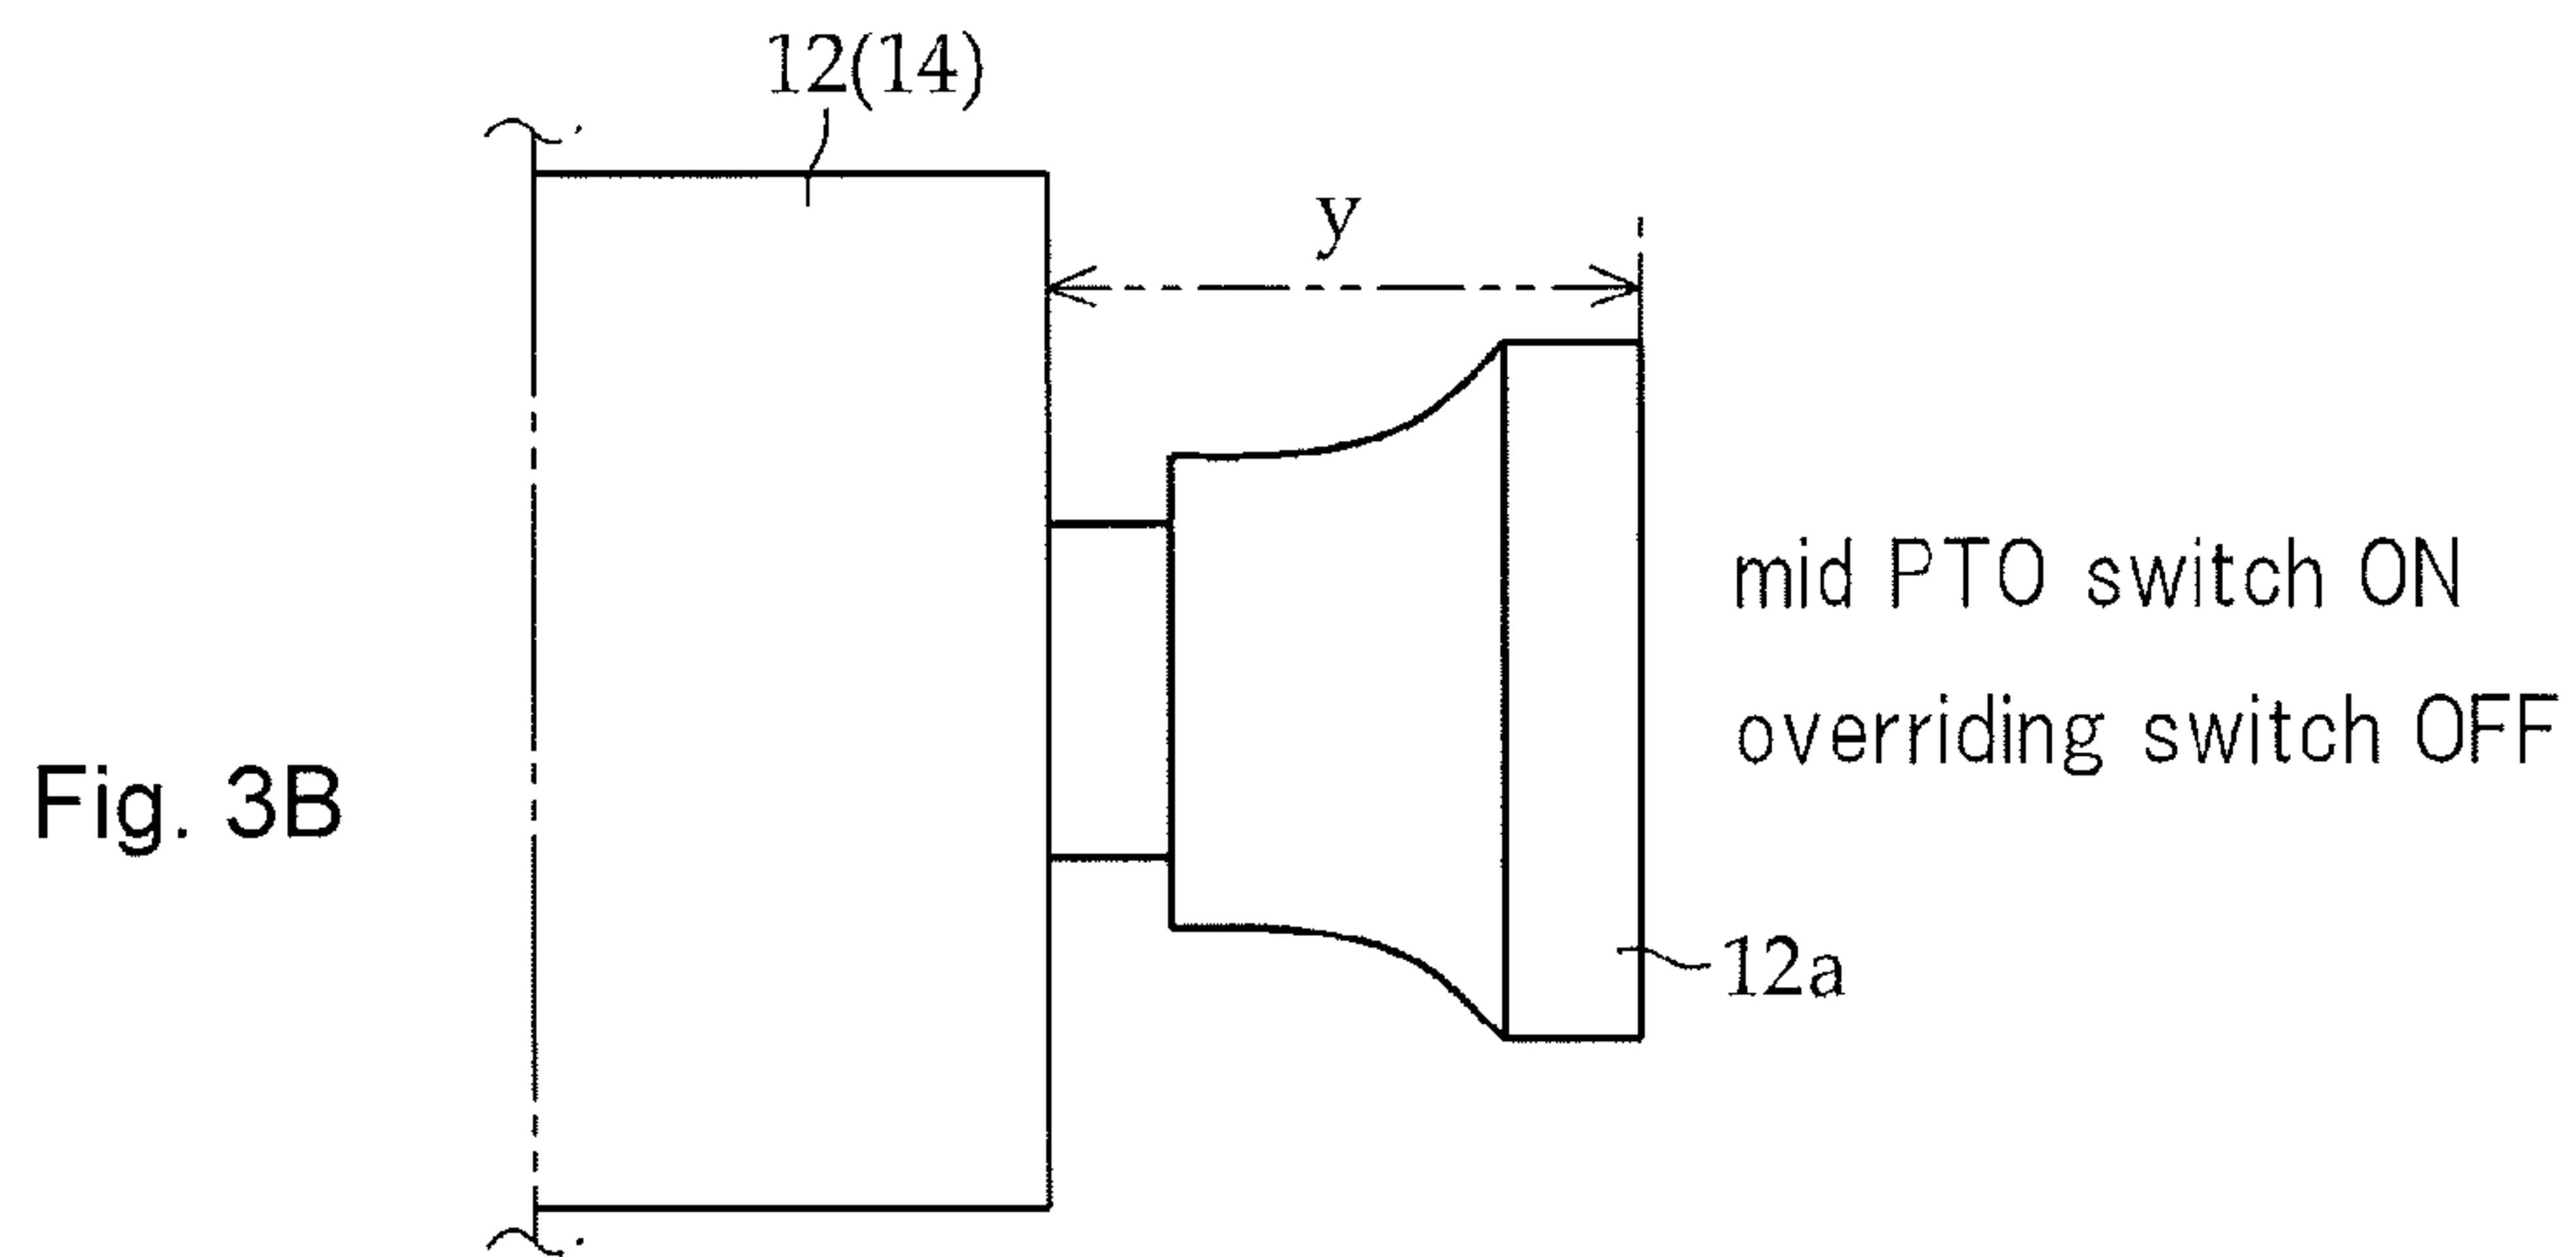 12(14)
y
mid PTO switch ON
overriding switch OFF
Fig. 3B
12a